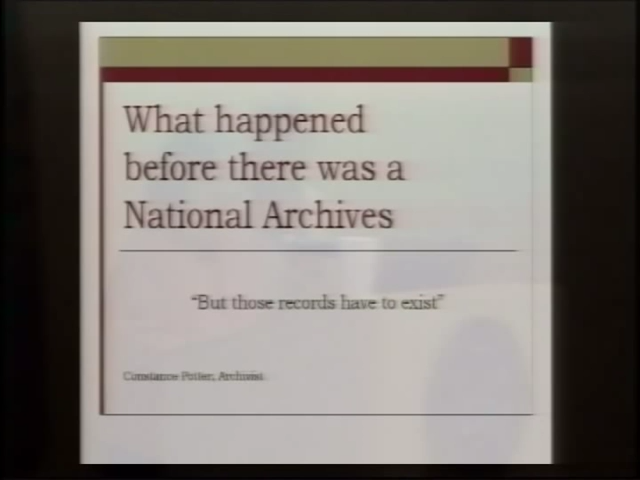 What happened
before there was a
National Archives
“But those records have to exist”
Constance Potter, Archivist